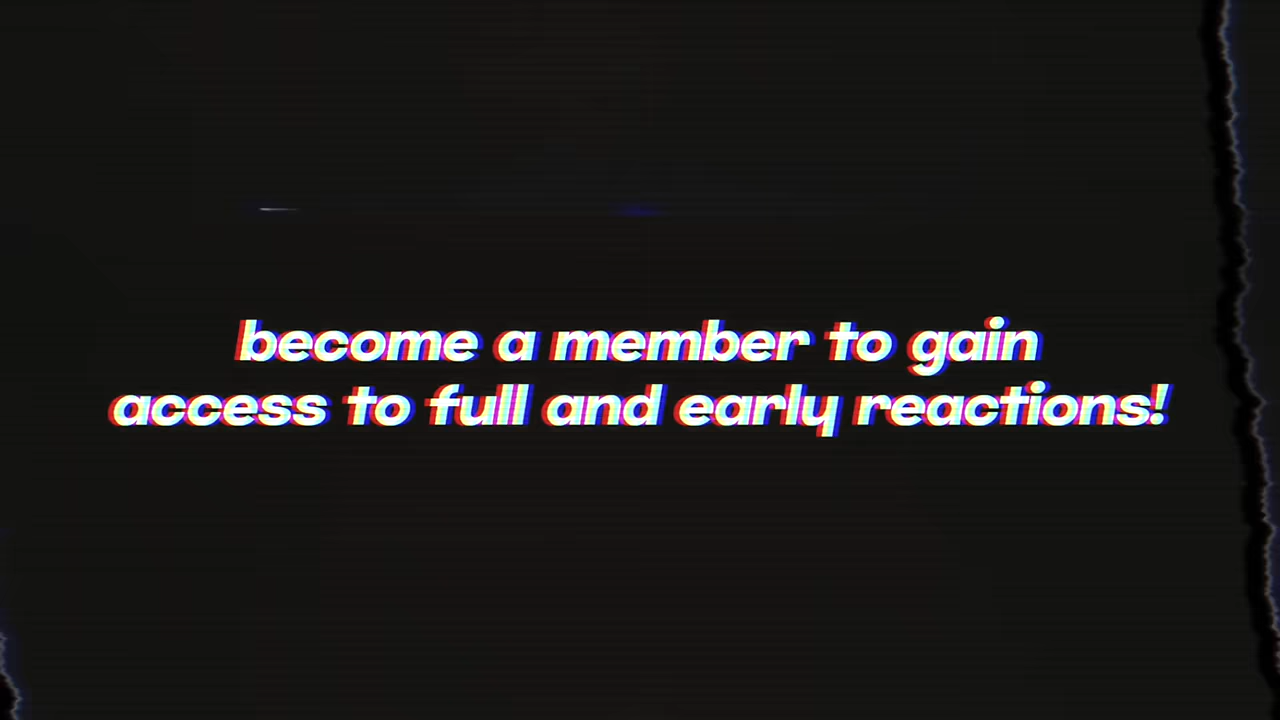 become a member to gain
access to full and early reactions!